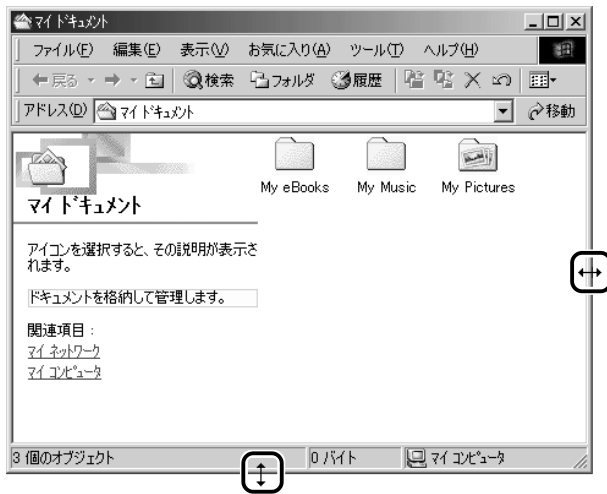 マイ ドキュメント
ファイル(F) 編集(E) 表示(V) お気に入り(A) ツール(T) ヘルプ(H)
戻る 検索 フォルダ 履歴
アドレス(D) マイ ドキュメント 移動
My eBooks My Music My Pictures
マイ ドキュメント
アイコンを選択すると、その説明が表示さ
れます。
ドキュメントを格納して管理します。
関連項目:
マイ ネットワーク
マイ コンピュータ
3 個のオブジェクト 0 バイト マイ コンピュータ